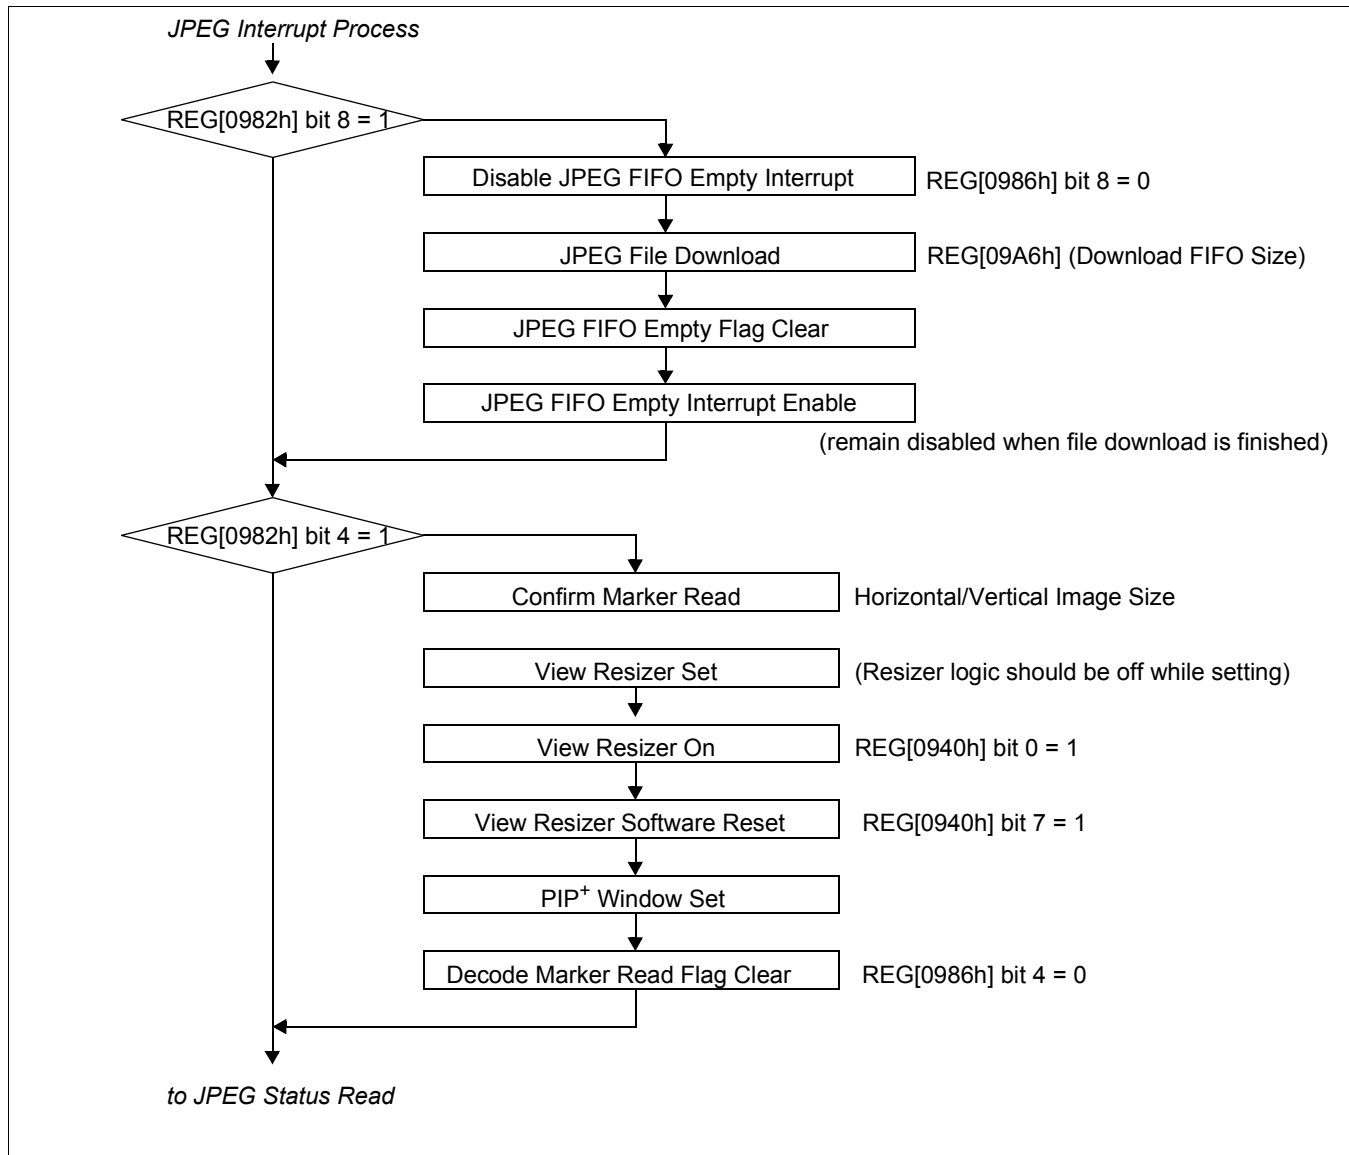 JPEG Interrupt Process
REG[0982h] bit 8 = 1
Disable JPEG FIFO Empty Interrupt
REG[0986h] bit 8 = 0
JPEG File Download
REG[09A6h] (Download FIFO Size)
JPEG FIFO Empty Flag Clear
JPEG FIFO Empty Interrupt Enable
(remain disabled when file download is finished)
REG[0982h] bit 4 = 1
Confirm Marker Read
Horizontal/Vertical Image Size
View Resizer Set
(Resizer logic should be off while setting)
View Resizer On
REG[0940h] bit 0 = 1
View Resizer Software Reset
REG[0940h] bit 7 = 1
PIP+ Window Set
Decode Marker Read Flag Clear
REG[0986h] bit 4 = 0
to JPEG Status Read